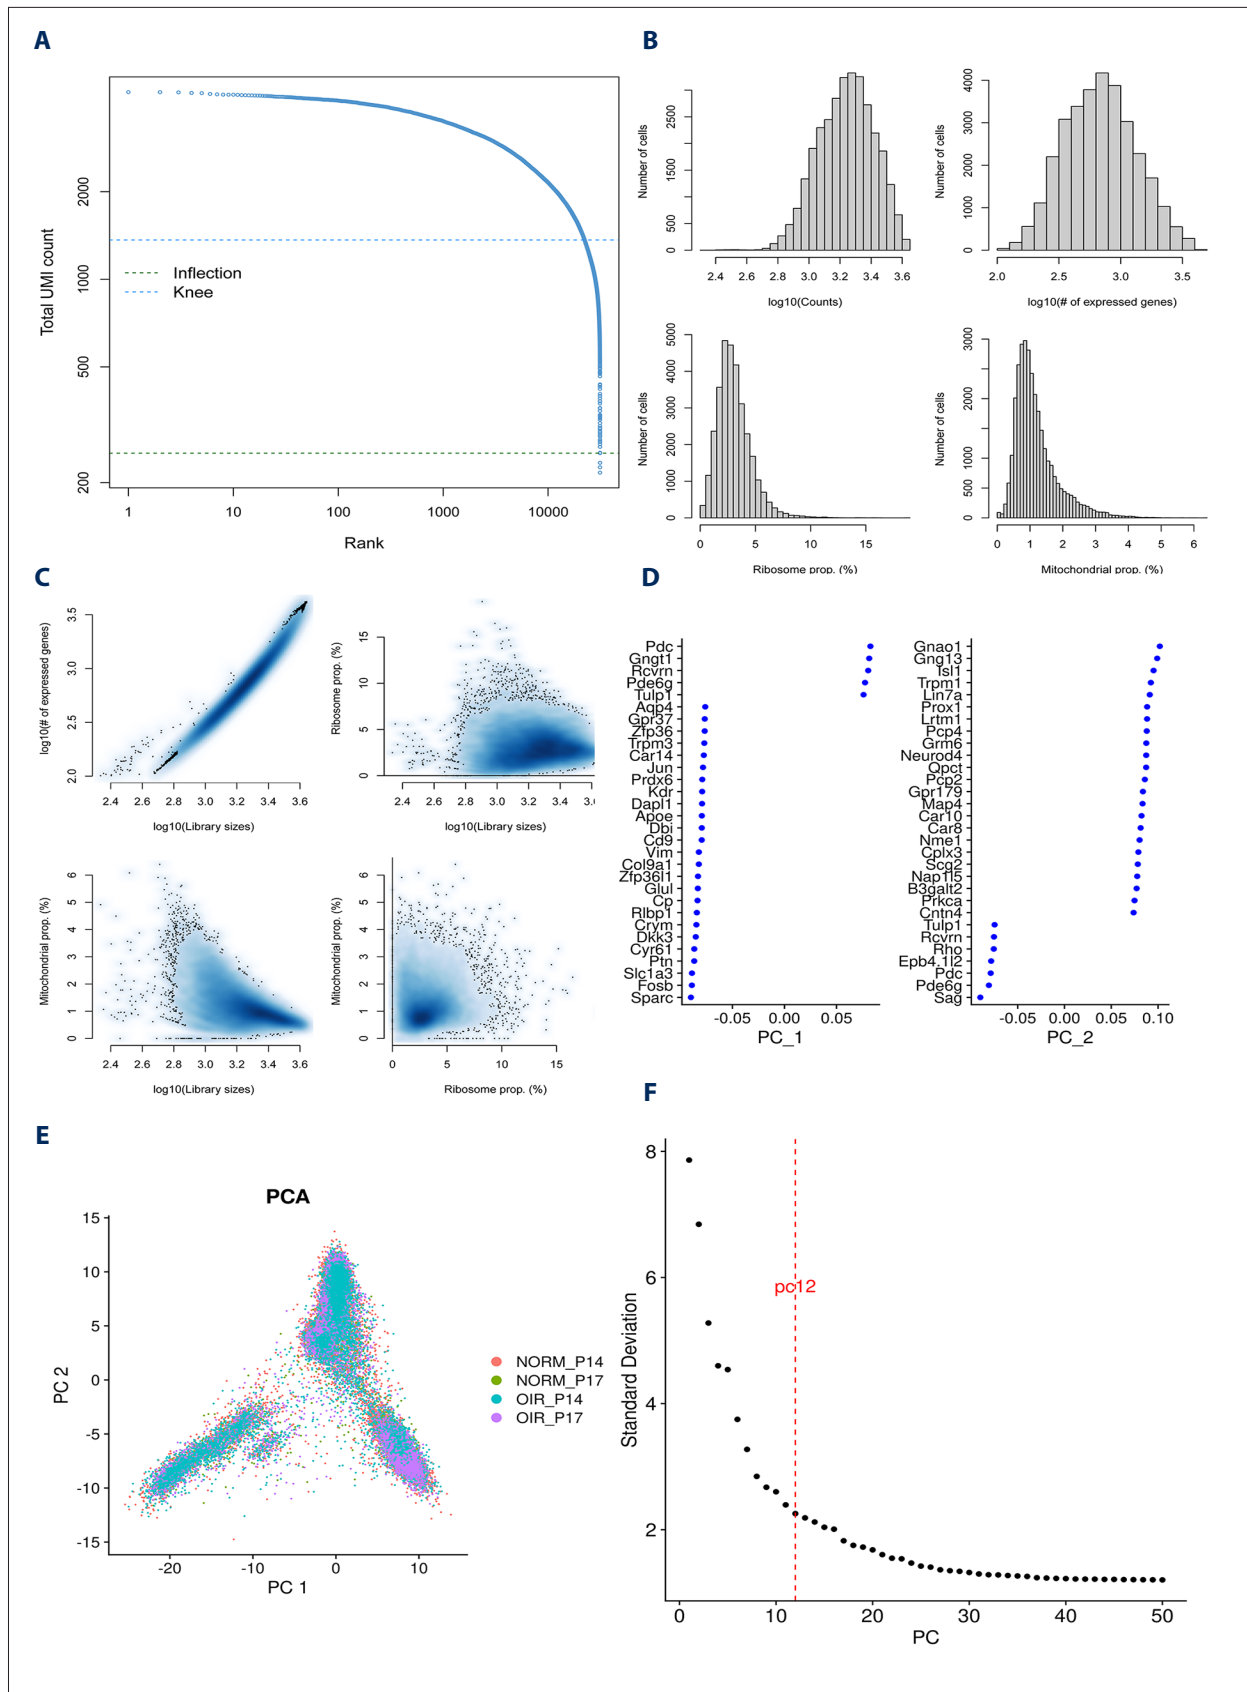 A
Total UMI count
2000
1000
500
200
Inflection
Knee
1 10 100 1000 10000
Rank
B
Number of cells
0 500 1500 2500
2.4 2.6 2.8 3.0 3.2 3.4 3.6
log10(Counts)
Number of cells
0 1000 2000 3000 4000
2.0 2.5 3.0 3.5
log10(# of expressed genes)
Number of cells
0 1000 2000 3000 4000 5000
0 5 10 15
Ribosome prop. (%)
Number of cells
0 500 1000 2000 3000
0 1 2 3 4 5 6
Mitochondrial prop. (%)
C
log10(# of expressed genes)
2.0 2.5 3.0 3.5
2.4 2.6 2.8 3.0 3.2 3.4 3.6
log10(Library sizes)
Ribosome prop. (%)
0 5 10 15
2.4 2.6 2.8 3.0 3.2 3.4
log10(Library sizes)
Mitochondrial prop. (%)
0 1 2 3 4 5 6
2.4 2.6 2.8 3.0 3.2 3.4 3.6
log10(Library sizes)
Mitochondrial prop. (%)
0 1 2 3 4 5 6
0 5 10 15
Ribosome prop. (%)
D
Pdc
Gngt1
Rcvrn
Pde6g
Tulp1
Aqp4
Gpr37
Zfp36
Trpm3
Car14
Jun
Prdx6
Kdr
Dapl1
Apoe
Dbi
Cd9
Vim
Col9a1
Zfp36l1
Glul
Cp
Rlbp1
Crym
Dkk3
Cyr61
Ptn
Slc1a3
Fosb
Sparc
-0.05 0.00 0.05
PC_1
Gnao1
Gng13
Isl1
Trpm1
Lin7a
Prox1
Lrtm1
Pcp4
Grm6
Neurod4
Qpct
Pcp2
Gpr179
Map4
Car10
Car8
Nme1
Cplx3
Scg2
Nap1l5
B3galt2
Prkca
Cntn4
Tulp1
Rcvrn
Rho
Epb4.1l2
Pdc
Pde6g
Sag
-0.05 0.00 0.05 0.10
PC_2
E
PCA
PC 2
15
10
5
0
-5
-10
-15
-20 -10 0 10
PC 1
NORM_P14
NORM_P17
OIR_P14
OIR_P17
F
Standard Deviation
8
6
4
2
pc12
0 10 20 30 40 50
PC